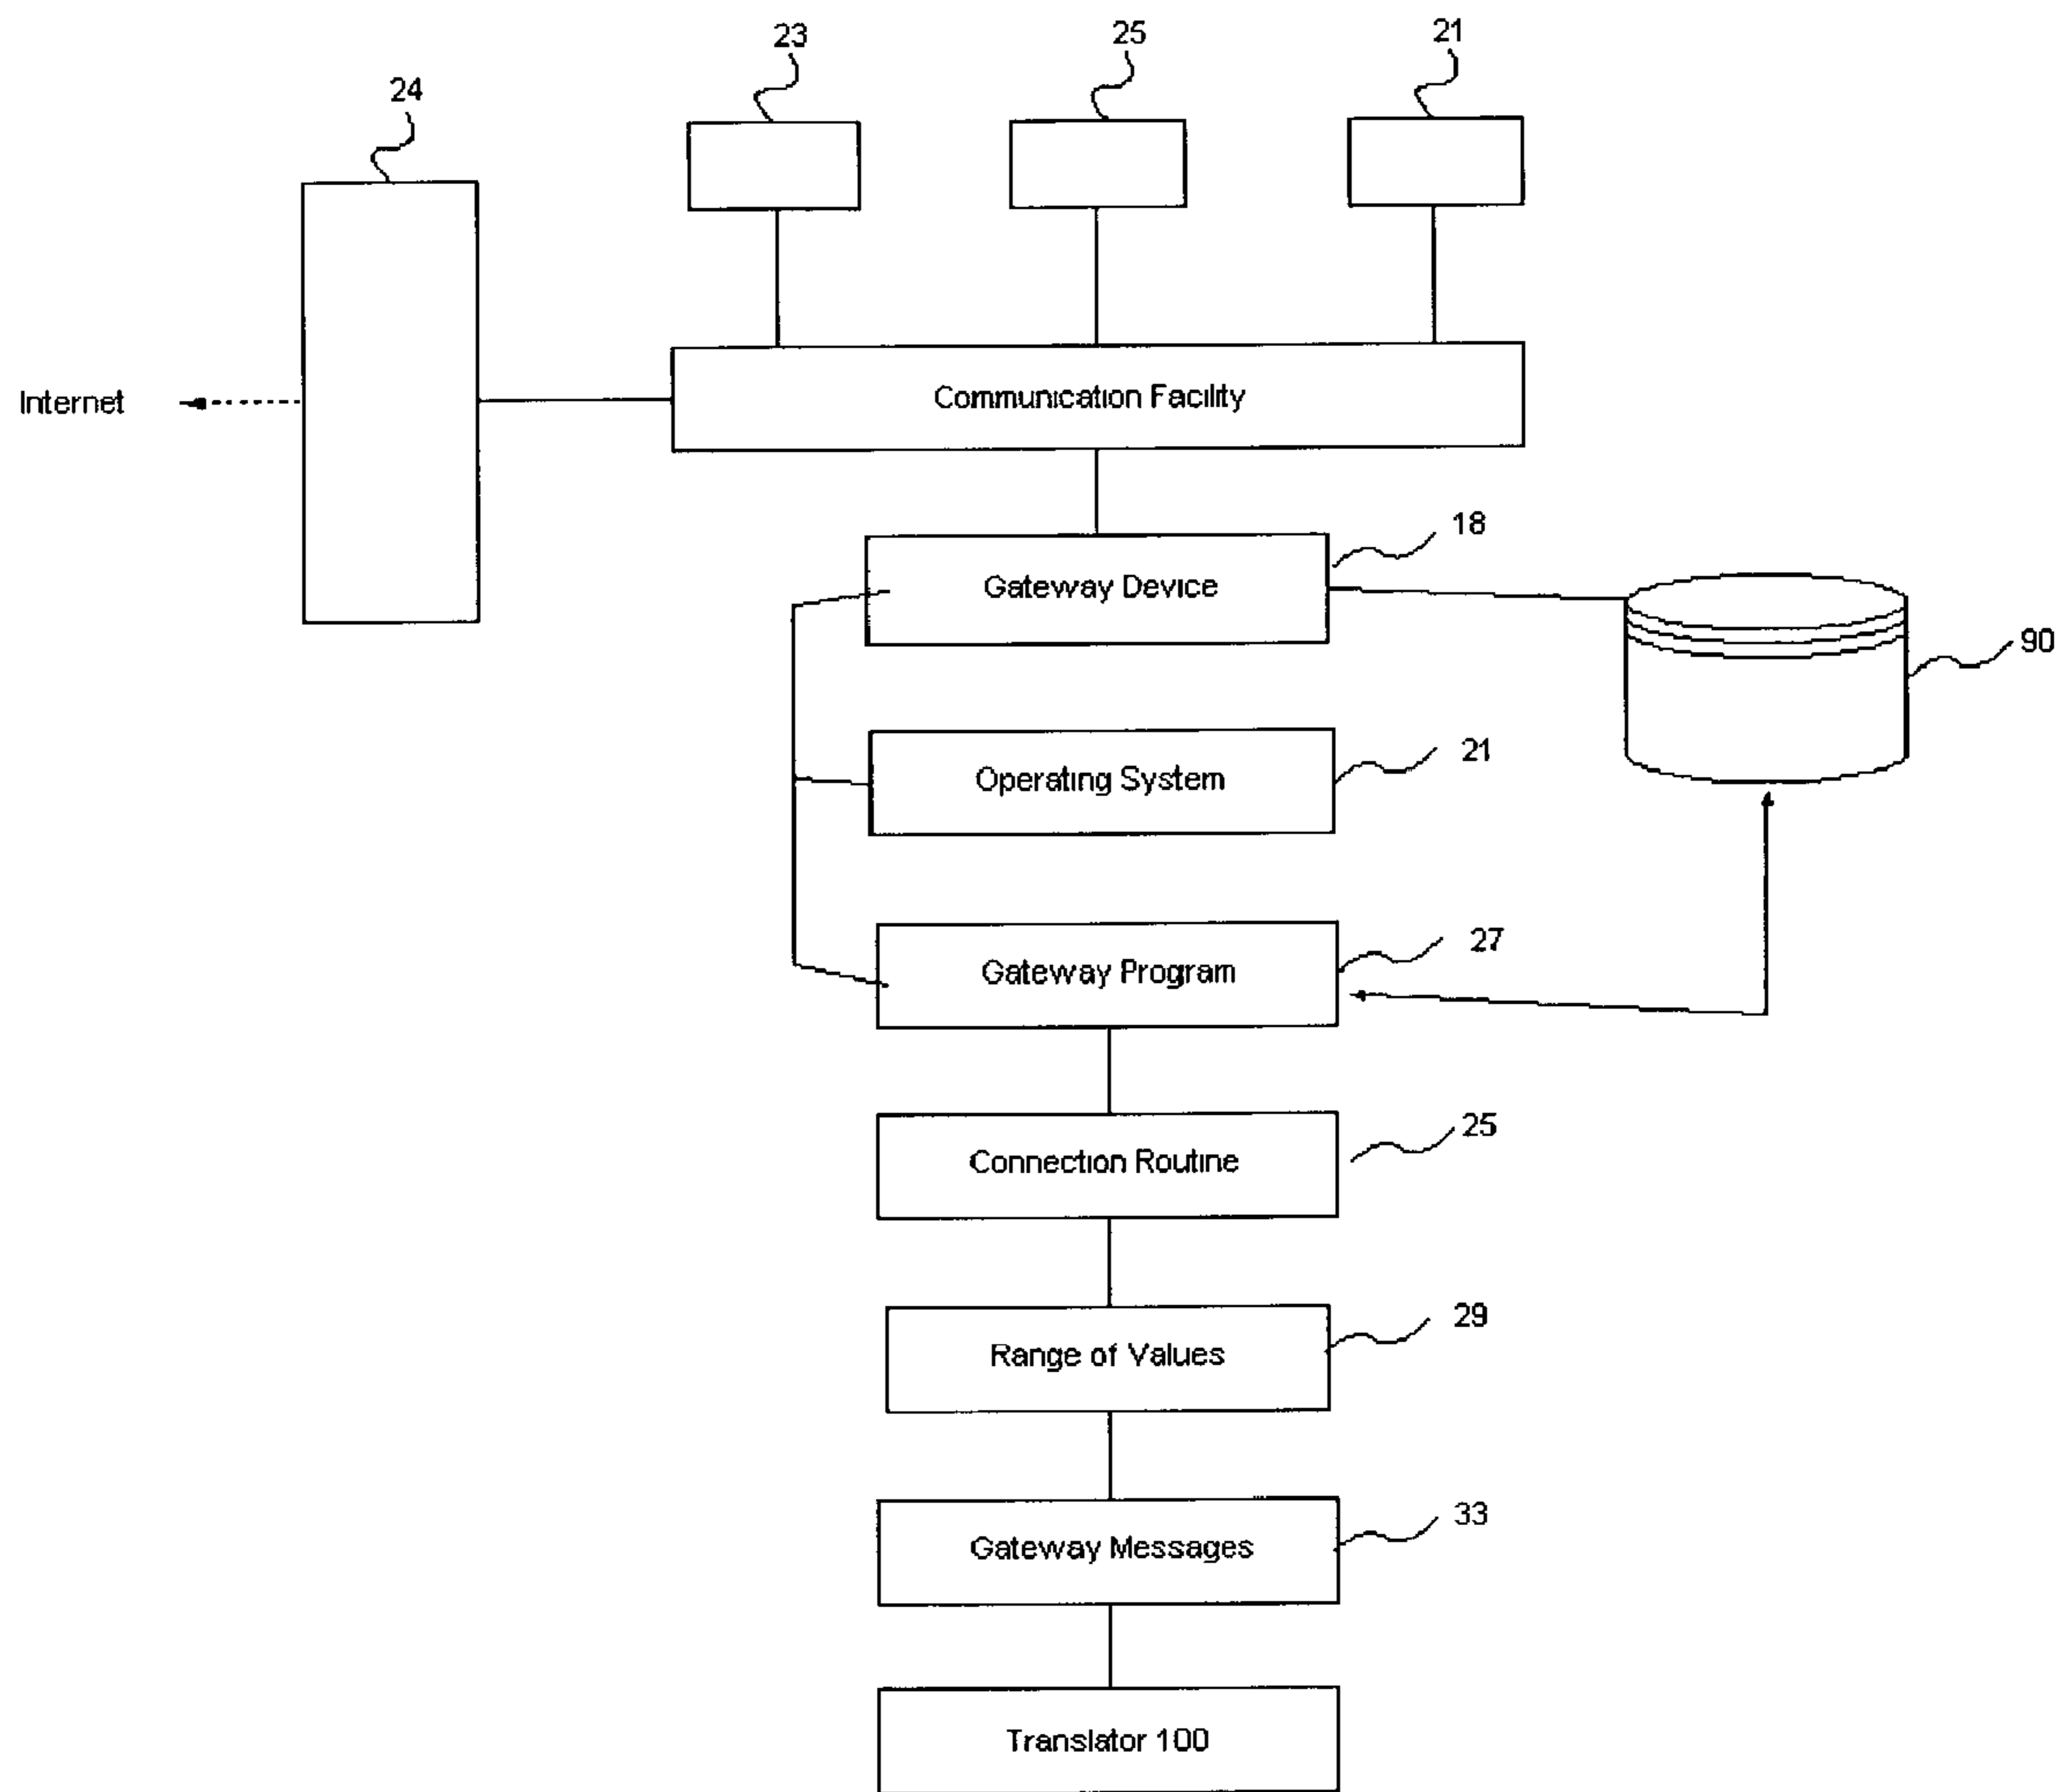 23
25
21
24
Internet
Communication Facility
18
Gateway Device
90
Operating System
21
Gateway Program
27
Connection Routine
25
Range of Values
29
Gateway Messages
33
Translator 100